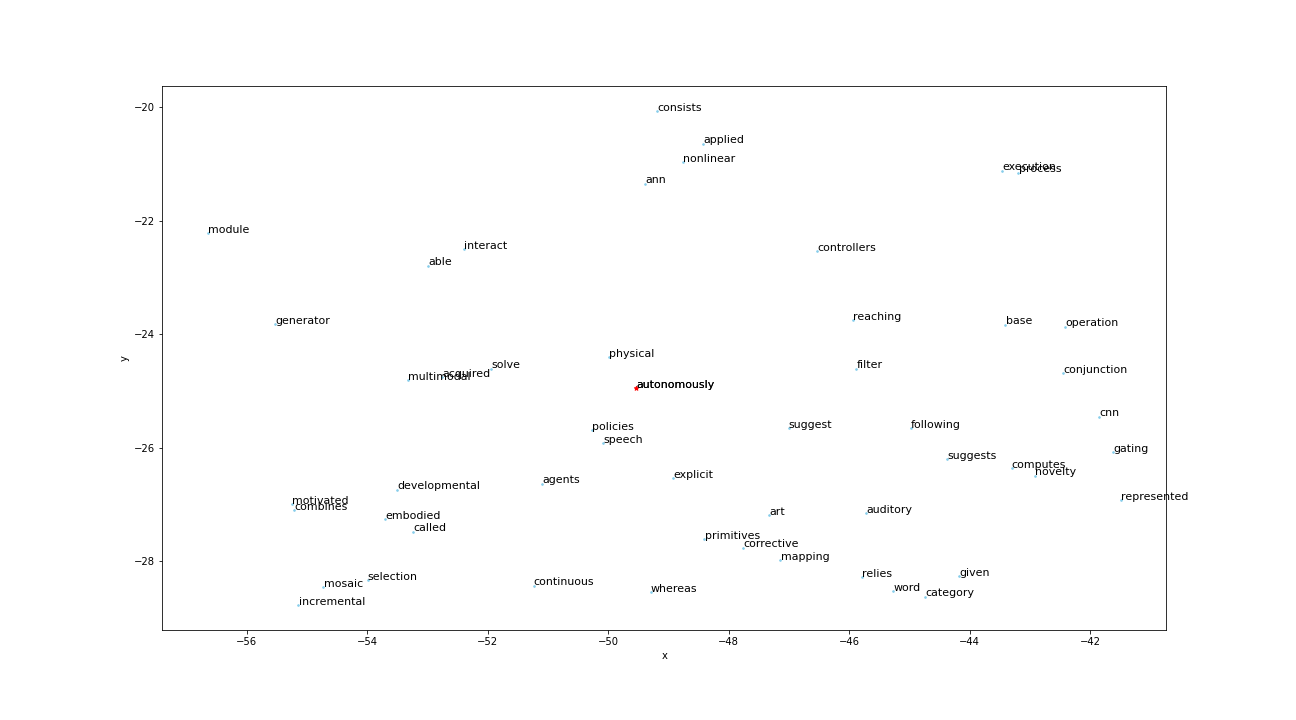 consists
−20
applied
nonlinear
execution
process
ann
−22
module
interact
controllers
able
reaching
generator
base
operation
−24
physical
y
solve
filter
acquired
multimodal
conjunction
autonomously
cnn
policies
suggest
following
speech
−26
gating
suggests
computes
novelty
explicit
agents
developmental
represented
motivated
combines
auditory
art
embodied
called
primitives
corrective
mapping
−28
relies
given
selection
continuous
mosaic
whereas
word
category
incremental
−56
−54
−52
−50
−48
−46
−44
−42
x